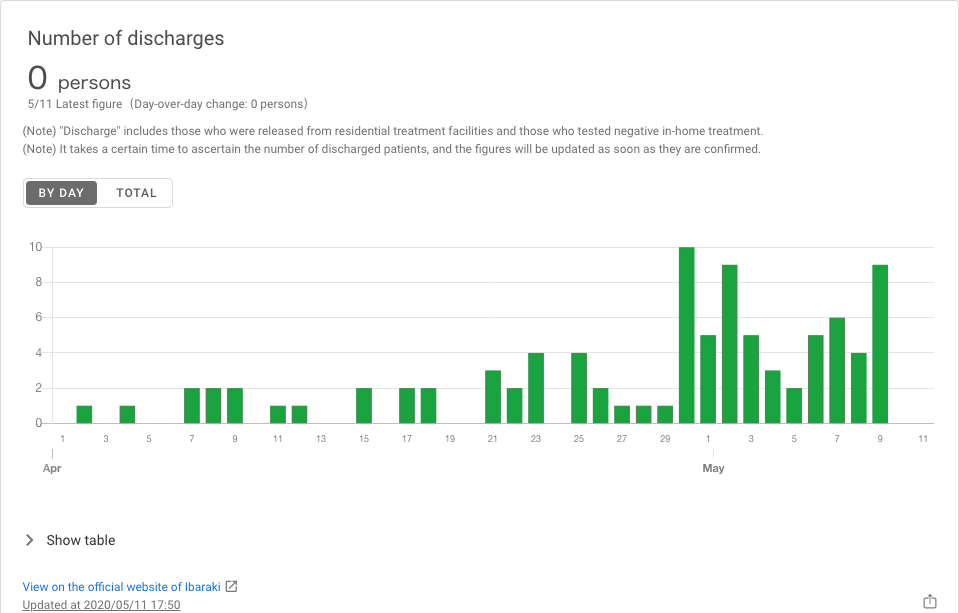 Number of discharges
0 persons
5/11 Latest figure（Day-over-day change: 0 persons）
(Note) "Discharge" includes those who were released from residential treatment facilities and those who tested negative in-home treatment.
(Note) It takes a certain time to ascertain the number of discharged patients, and the figures will be updated as soon as they are confirmed.
BY DAY TOTAL
10
8
6
4
2
0
1 3 5 7 9 11 13 15 17 19 21 23 25 27 29 1 3 5 7 9 11
Apr May
Show table
View on the official website of Ibaraki
Updated at 2020/05/11 17:50